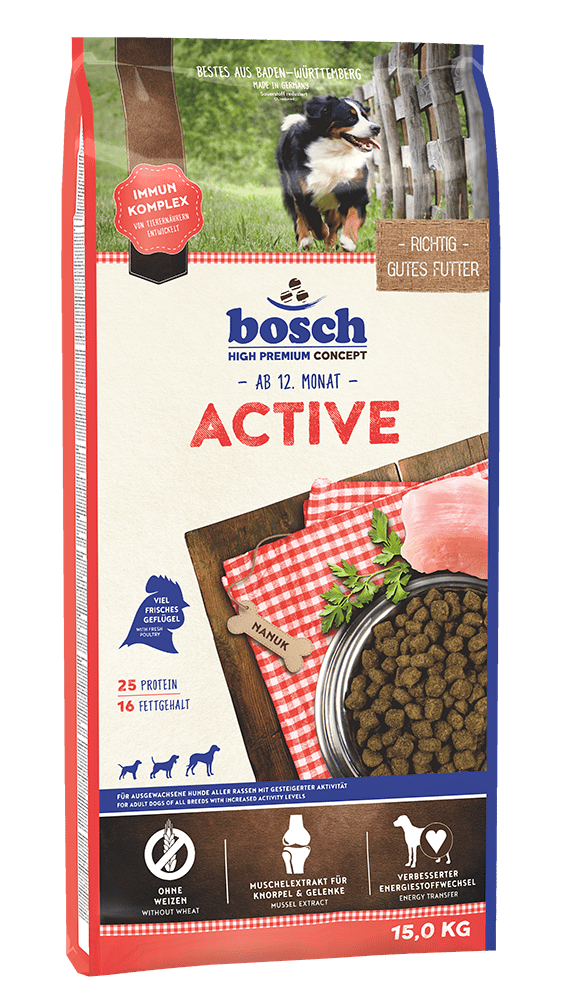 BESTES AUS BADEN-WÜRTTEMBERG
MADE IN GERMANY
Sauerstoff reduziert
IMMUN
KOMPLEX
VON TIERERNÄHRERN
ENTWICKELT
- RICHTIG -
GUTES FUTTER
bosch
HIGH PREMIUM CONCEPT
- AB 12. MONAT -
ACTIVE
NANUK
VIEL
FRISCHES
GEFLÜGEL
WITH FRESH
POULTRY
25 PROTEIN
16 FETTGEHALT
FÜR AUSGEWACHSENE HUNDE ALLER RASSEN MIT GESTEIGERTER AKTIVITÄT
FOR ADULT DOGS OF ALL BREEDS WITH INCREASED ACTIVITY LEVELS
OHNE
WEIZEN
WITHOUT WHEAT
MUSCHELEXTRAKT FÜR
KNORPEL & GELENKE
MUSSEL EXTRACT
VERBESSERTER
ENERGIESTOFFWECHSEL
ENERGY TRANSFER
15,0 KG